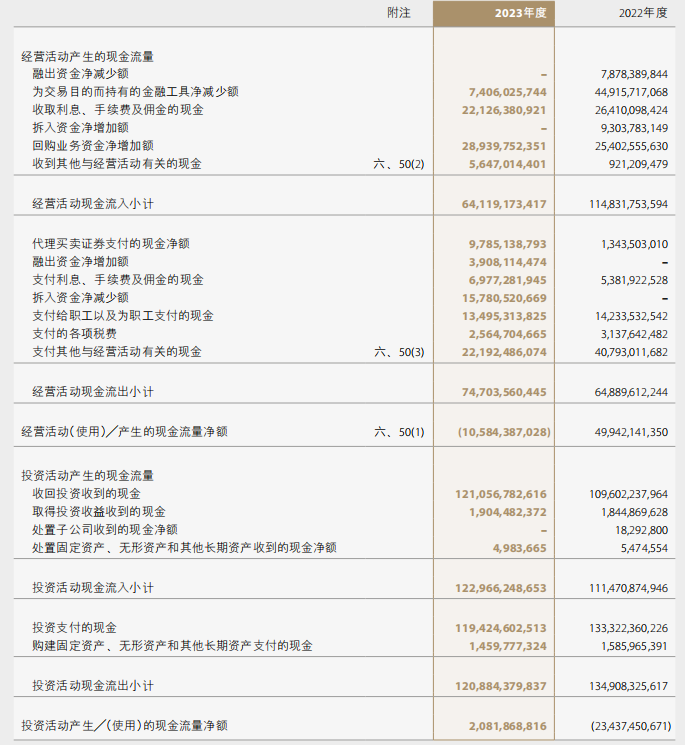 附注 2023年度 2022年度
经营活动产生的现金流量
融出资金净减少额 – 7,878,389,844
为交易目的而持有的金融工具净减少额 7,406,025,744 44,915,717,068
收取利息、手续费及佣金的现金 22,126,380,921 26,410,098,424
拆入资金净增加额 – 9,303,783,149
回购业务资金净增加额 28,939,752,351 25,402,555,630
收到其他与经营活动有关的现金 六、50(2) 5,647,014,401 921,209,479
经营活动现金流入小计 64,119,173,417 114,831,753,594
代理买卖证券支付的现金净额 9,785,138,793 1,343,503,010
融出资金净增加额 3,908,114,474 –
支付利息、手续费及佣金的现金 6,977,281,945 5,381,922,528
拆入资金净减少额 15,780,520,669 –
支付给职工以及为职工支付的现金 13,495,313,825 14,233,532,542
支付的各项税费 2,564,704,665 3,137,642,482
支付其他与经营活动有关的现金 六、50(3) 22,192,486,074 40,793,011,682
经营活动现金流出小计 74,703,560,445 64,889,612,244
经营活动(使用)╱产生的现金流量净额 六、50(1) (10,584,387,028) 49,942,141,350
投资活动产生的现金流量
收回投资收到的现金 121,056,782,616 109,602,237,964
取得投资收益收到的现金 1,904,482,372 1,844,869,628
处置子公司收到的现金净额 – 18,292,800
处置固定资产、无形资产和其他长期资产收到的现金净额 4,983,665 5,474,554
投资活动现金流入小计 122,966,248,653 111,470,874,946
投资支付的现金 119,424,602,513 133,322,360,226
购建固定资产、无形资产和其他长期资产支付的现金 1,459,777,324 1,585,965,391
投资活动现金流出小计 120,884,379,837 134,908,325,617
投资活动产生╱(使用)的现金流量净额 2,081,868,816 (23,437,450,671)